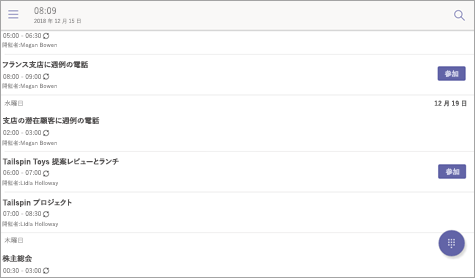 08:09
2018 年 12 月 15 日
05:00 - 06:30
開催者:Magan Bowen
フランス支店に週例の電話
08:00 - 09:00
開催者:Magan Bowen
参加
水曜日
12 月 19 日
支店の潜在顧客に週例の電話
02:00 - 03:00
開催者:Magan Bowen
Tailspin Toys 提案レビューとランチ
06:00 - 07:00
開催者:Lidia Holloway
参加
Tailspin プロジェクト
07:00 - 08:30
開催者:Lidia Holloway
木曜日
株主総会
00:30 - 03:00